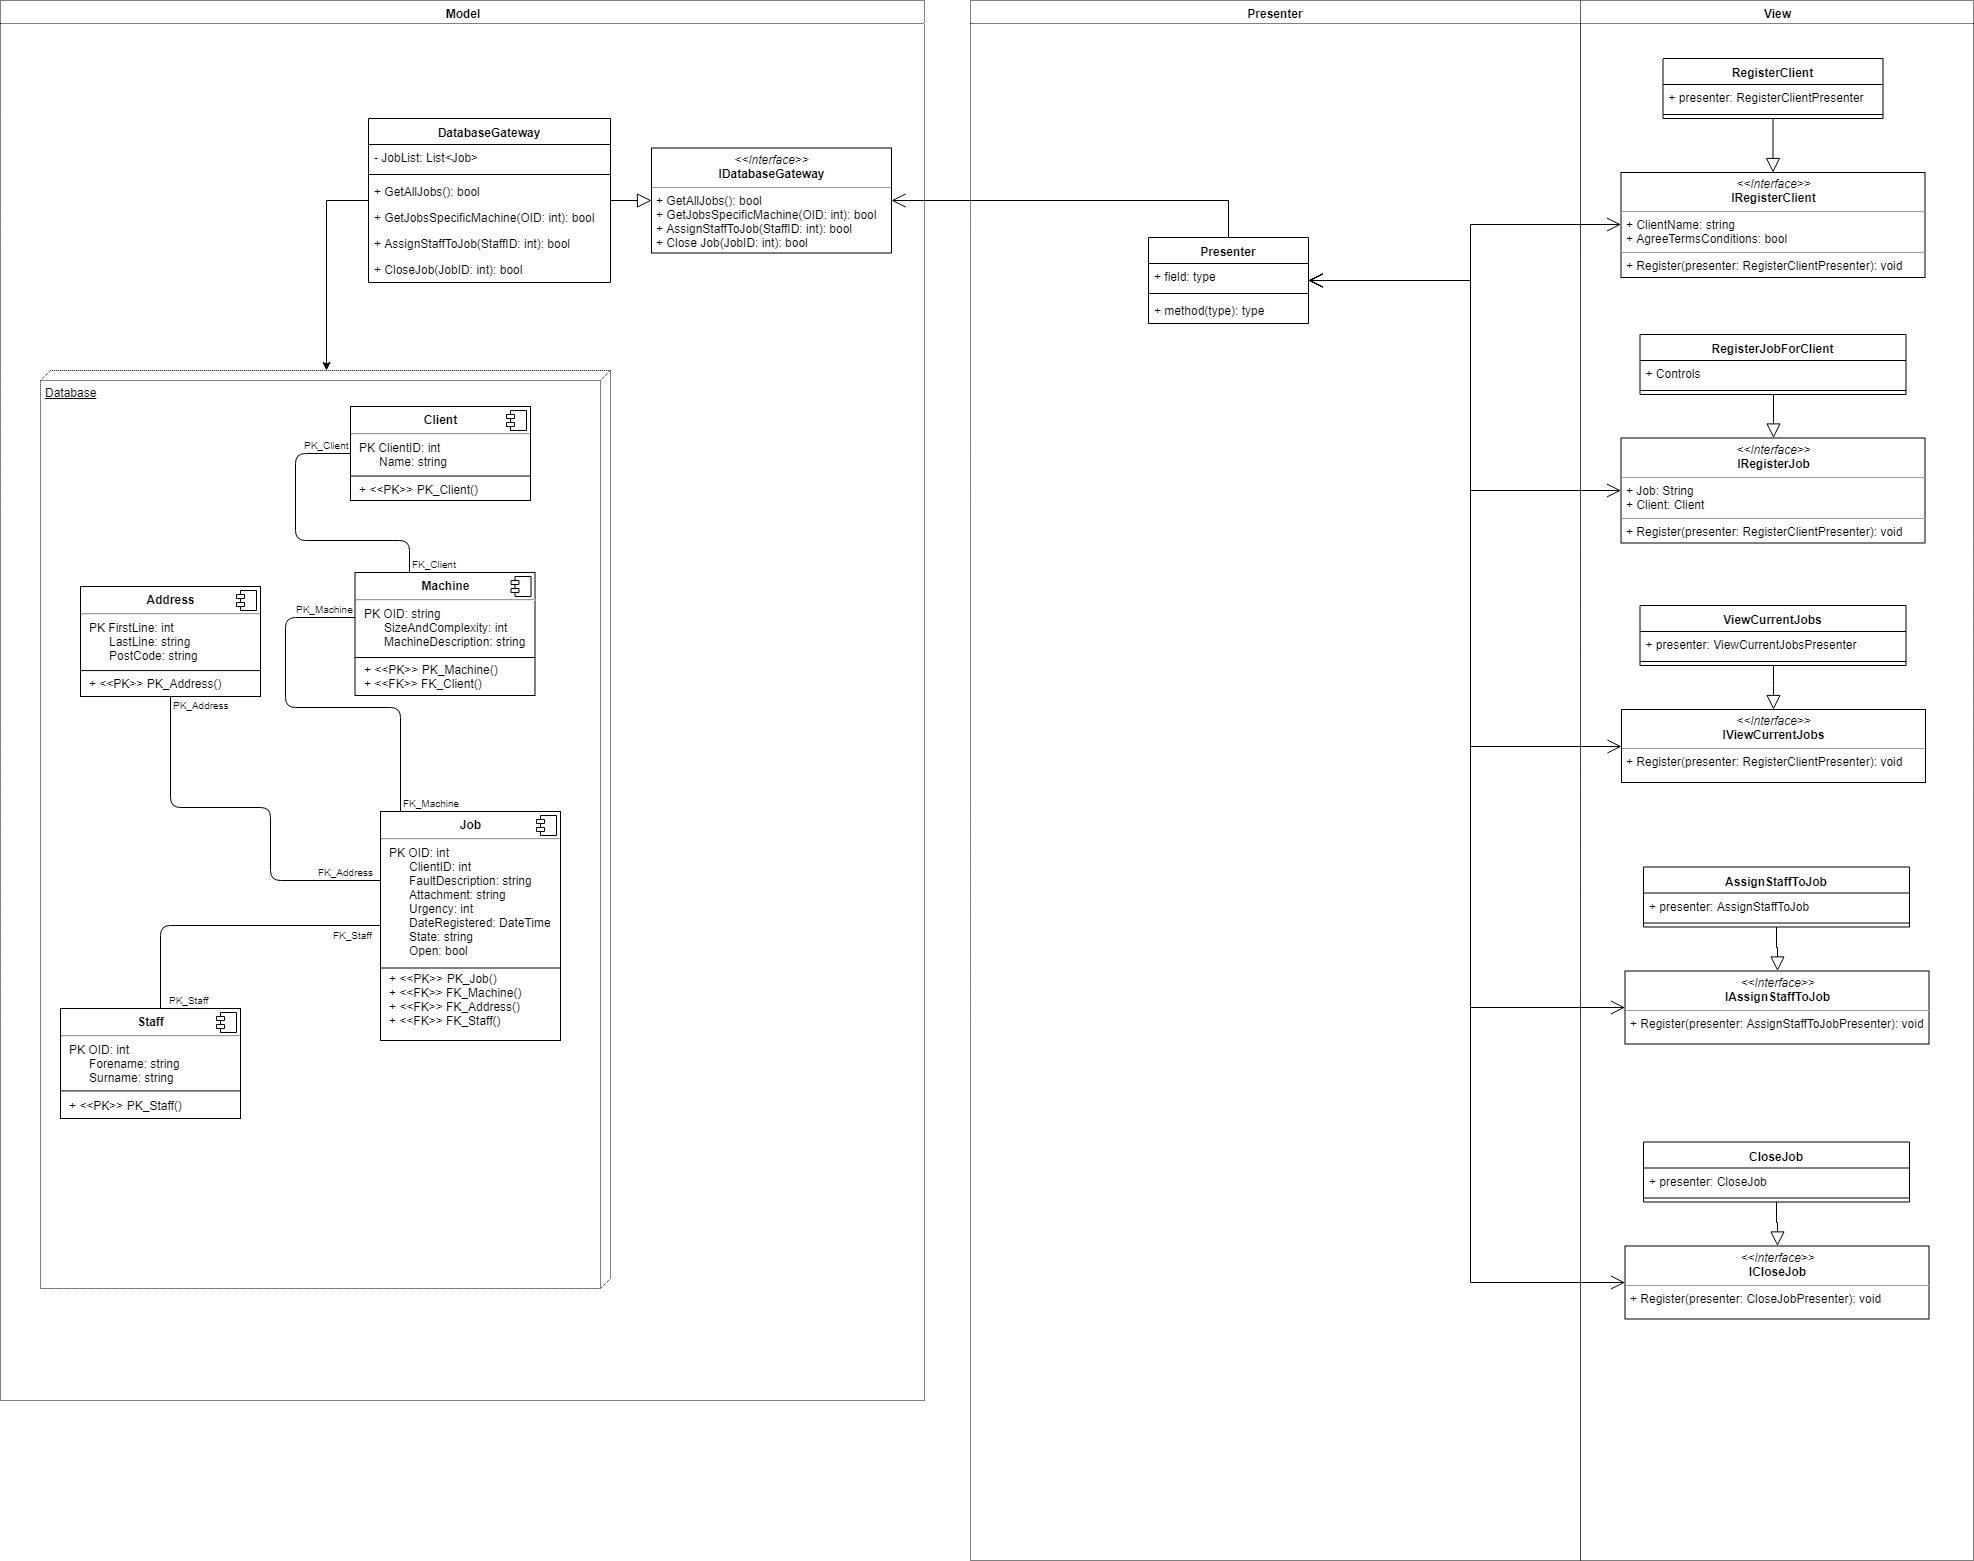 Model
Presenter
View
DatabaseGateway
- JobList: List<Job>
+ GetAllJobs(): bool
+ GetJobsSpecificMachine(OID: int): bool
+ AssignStaffToJob(StaffID: int): bool
+ CloseJob(JobID: int): bool
<<Interface>>
IDatabaseGateway
+ GetAllJobs(): bool
+ GetJobsSpecificMachine(OID: int): bool
+ AssignStaffToJob(StaffID: int): bool
+ Close Job(JobID: int): bool
Database
Client
PK ClientID: int
Name: string
+ <<PK>> PK_Client()
PK_Client
FK_Client
Machine
PK OID: string
SizeAndComplexity: int
MachineDescription: string
+ <<PK>> PK_Machine()
+ <<FK>> FK_Client()
PK_Machine
FK_Machine
Address
PK FirstLine: int
LastLine: string
PostCode: string
+ <<PK>> PK_Address()
PK_Address
FK_Address
Job
PK OID: int
ClientID: int
FaultDescription: string
Attachment: string
Urgency: int
DateRegistered: DateTime
State: string
Open: bool
+ <<PK>> PK_Job()
+ <<FK>> FK_Machine()
+ <<FK>> FK_Address()
+ <<FK>> FK_Staff()
FK_Staff
PK_Staff
Staff
PK OID: int
Forename: string
Surname: string
+ <<PK>> PK_Staff()
Presenter
+ field: type
+ method(type): type
RegisterClient
+ presenter: RegisterClientPresenter
<<Interface>>
IRegisterClient
+ ClientName: string
+ AgreeTermsConditions: bool
+ Register(presenter: RegisterClientPresenter): void
RegisterJobForClient
+ Controls
<<Interface>>
IRegisterJob
+ Job: String
+ Client: Client
+ Register(presenter: RegisterClientPresenter): void
ViewCurrentJobs
+ presenter: ViewCurrentJobsPresenter
<<Interface>>
IViewCurrentJobs
+ Register(presenter: RegisterClientPresenter): void
AssignStaffToJob
+ presenter: AssignStaffToJob
<<Interface>>
IAssignStaffToJob
+ Register(presenter: AssignStaffToJobPresenter): void
CloseJob
+ presenter: CloseJob
<<Interface>>
ICloseJob
+ Register(presenter: CloseJobPresenter): void